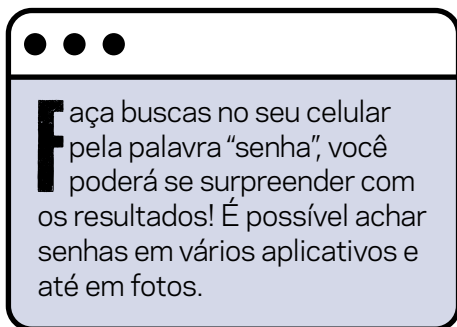 Faça buscas no seu celular
pela palavra “senha”, você
poderá se surpreender com
os resultados! É possível achar
senhas em vários aplicativos e
até em fotos.